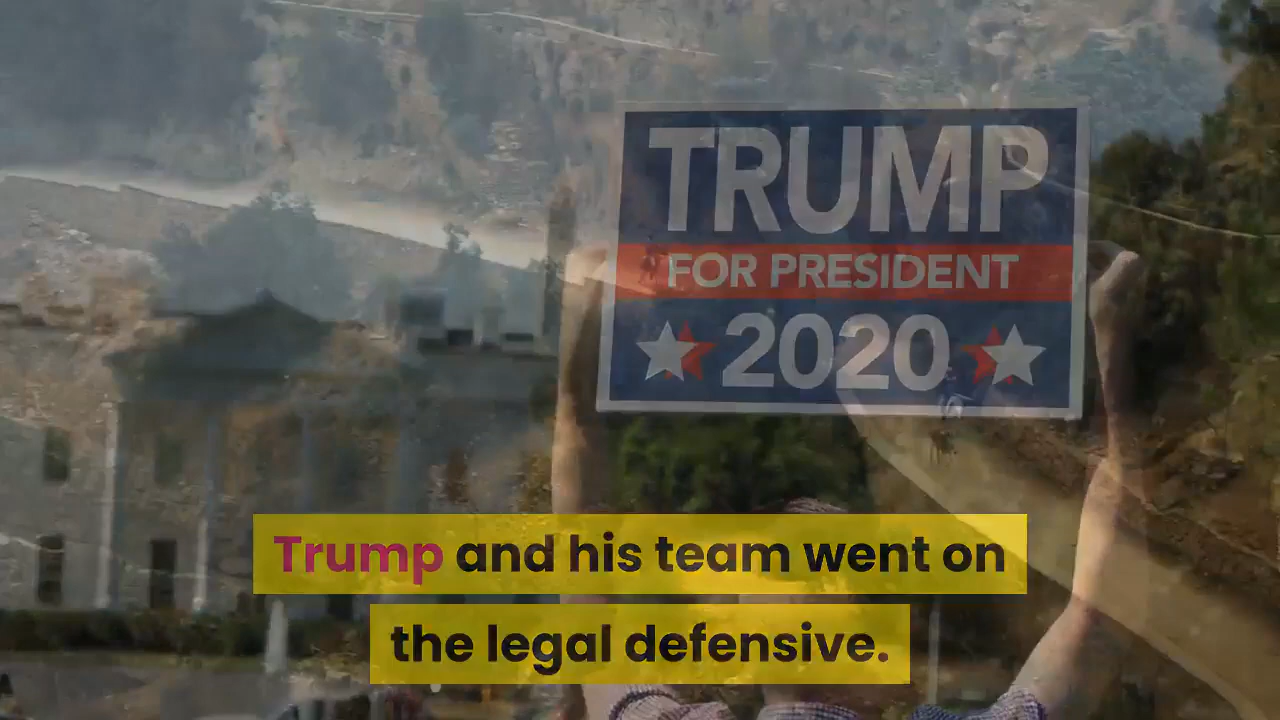 TRUMP
FOR PRESIDENT
2020
Trump and his team went on
the legal defensive.